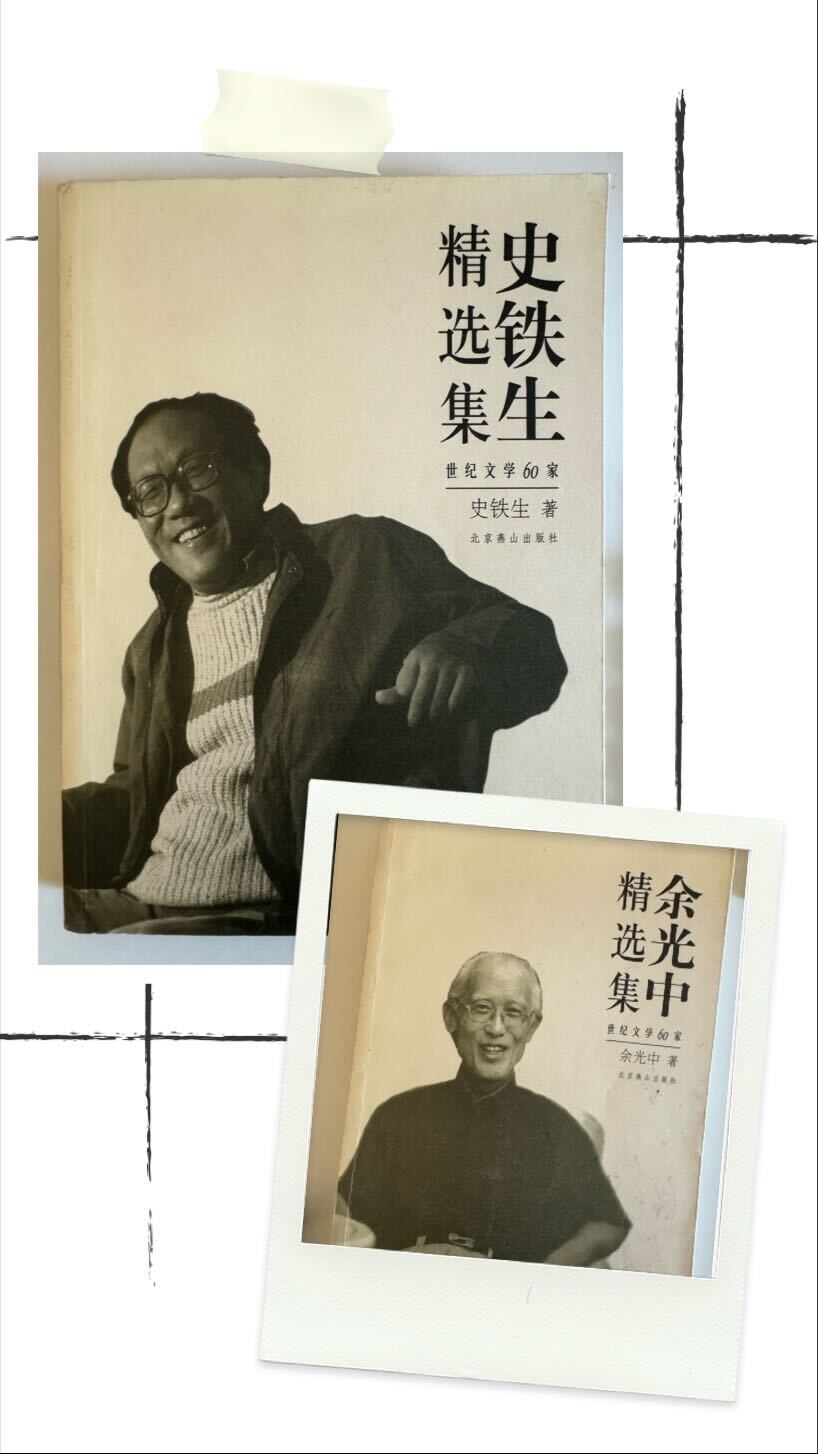 史铁生
精选集
世纪文学60家
史铁生 著
北京燕山出版社
余光中
精选集
世纪文学60家
余光中 著
北京燕山出版社